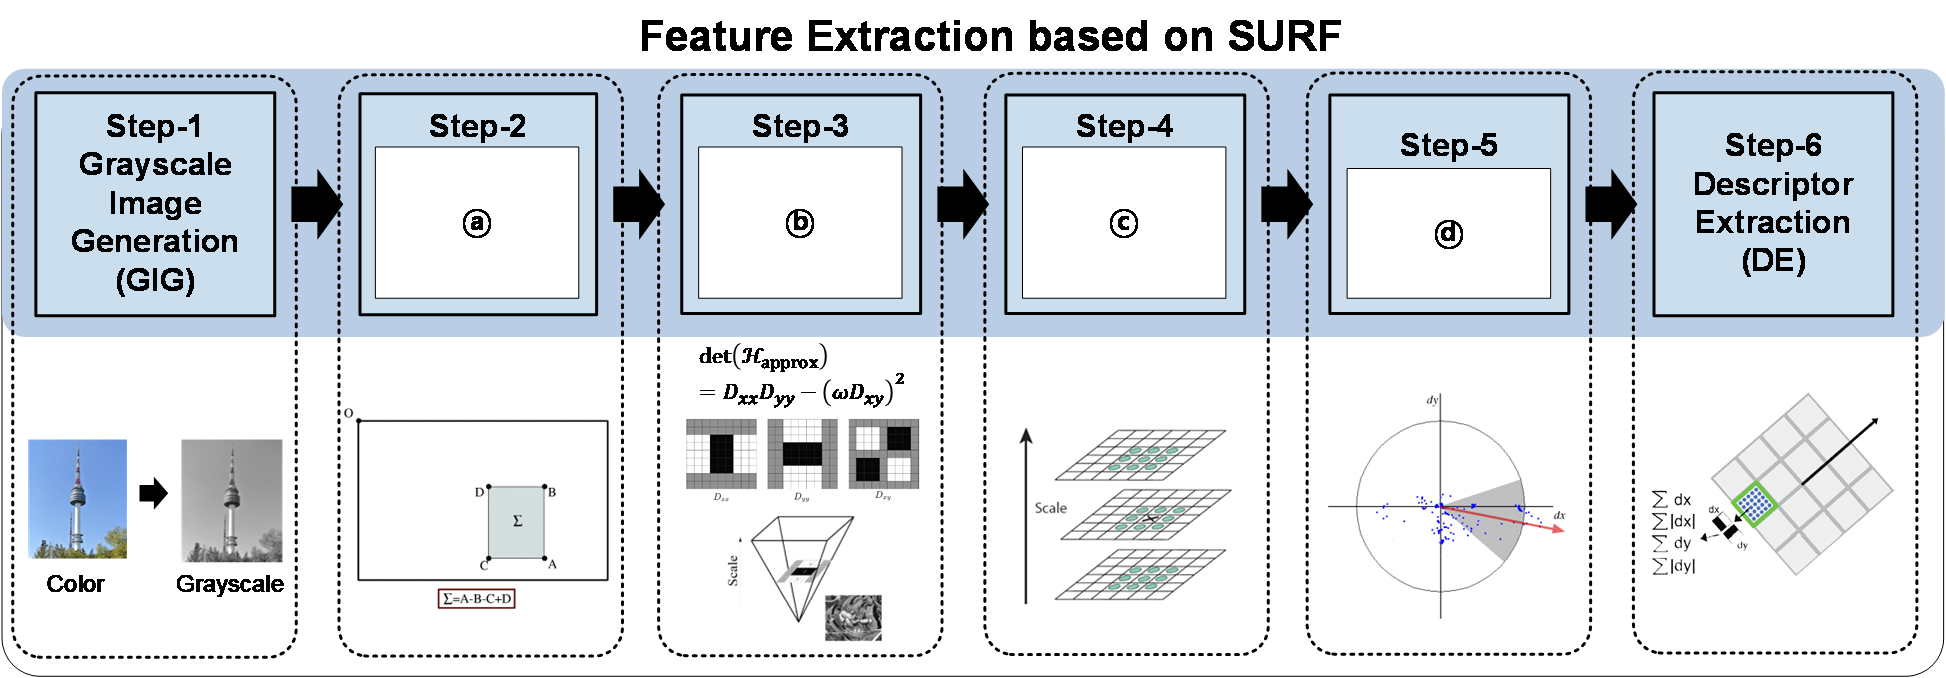 Feature Extraction based on SURF
Step-1
Grayscale
Image
Generation
(GIG)
Color
Grayscale
Step-2
ⓐ
O
D
B
Σ
C
A
Σ=A-B-C+D
Step-3
ⓑ
det(ℋapprox)
= DxxDyy − (ωDxy)²
Dxx
Dyy
Dxy
Scale
Step-4
ⓒ
Scale
Step-5
ⓓ
dy
dx
Step-6
Descriptor
Extraction
(DE)
∑ dx
∑|dx|
∑ dy
∑|dy|
dx
dy